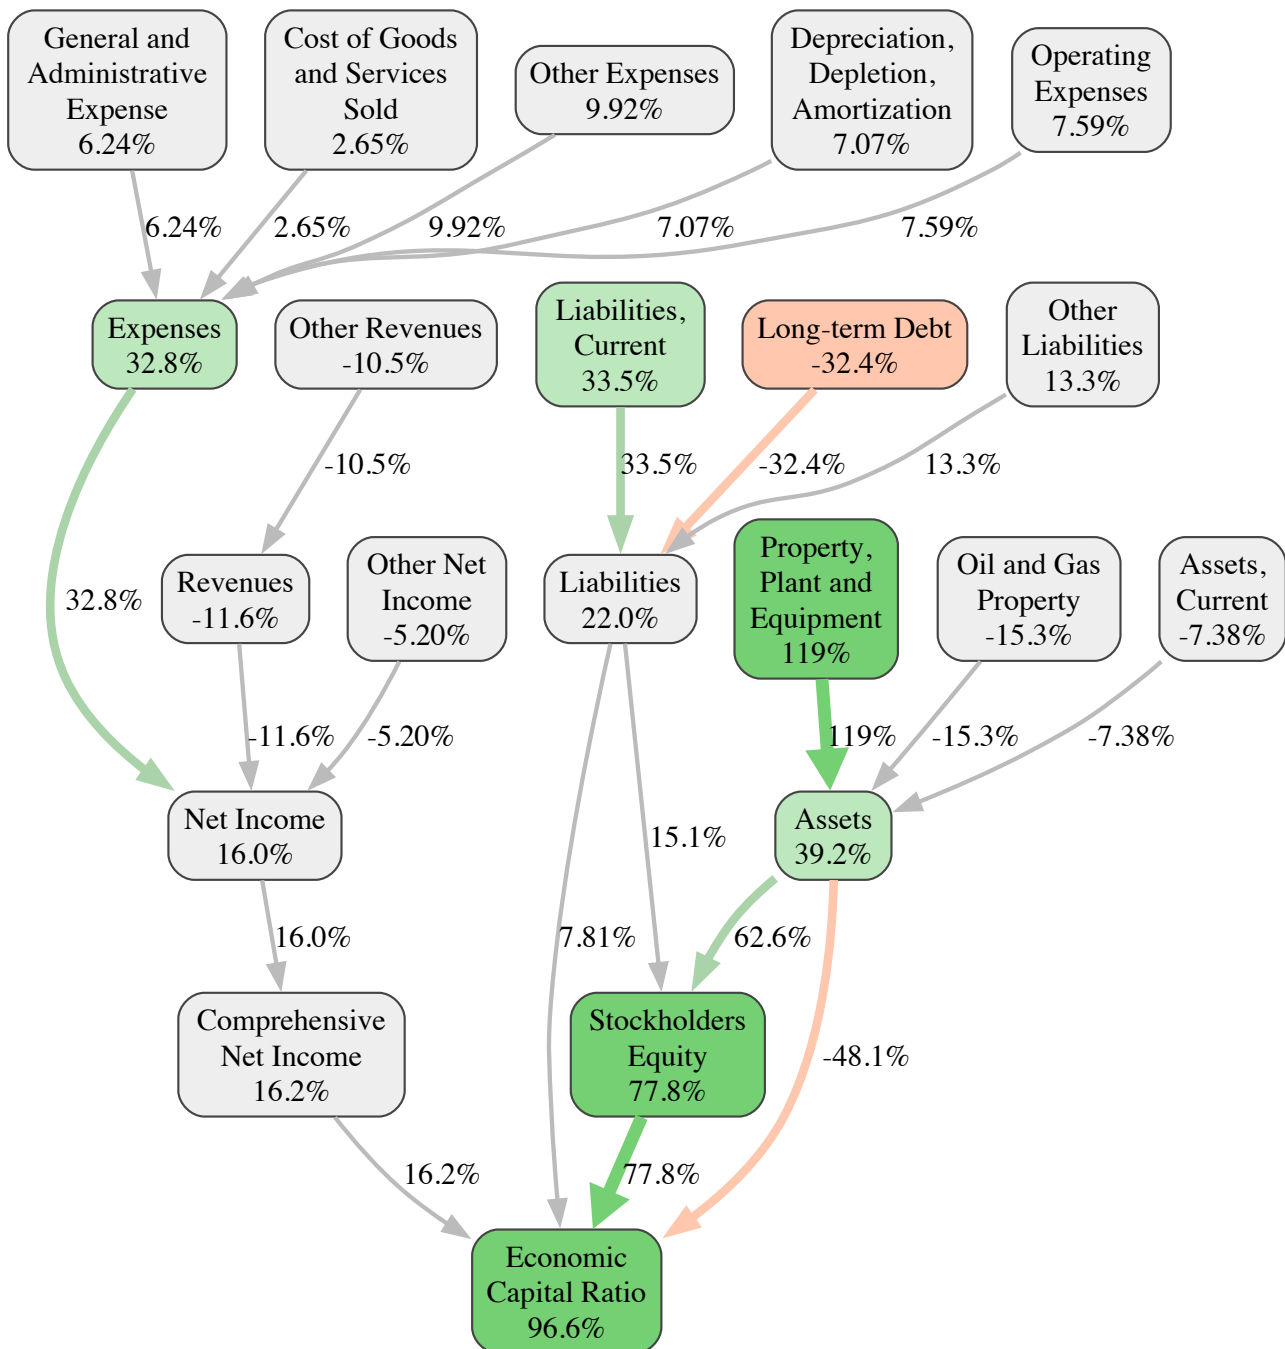 General and
Administrative
Expense
6.24%
Cost of Goods
and Services
Sold
2.65%
Other Expenses
9.92%
Depreciation,
Depletion,
Amortization
7.07%
Operating
Expenses
7.59%
6.24%
2.65%
9.92%
7.07%
7.59%
Expenses
32.8%
Other Revenues
-10.5%
Liabilities,
Current
33.5%
Long-term Debt
-32.4%
Other
Liabilities
13.3%
-10.5%
33.5%
-32.4%
13.3%
32.8%
Revenues
-11.6%
Other Net
Income
-5.20%
Liabilities
22.0%
Property,
Plant and
Equipment
119%
Oil and Gas
Property
-15.3%
Assets,
Current
-7.38%
-11.6%
-5.20%
119%
-15.3%
-7.38%
Net Income
16.0%
15.1%
Assets
39.2%
16.0%
7.81%
62.6%
Comprehensive
Net Income
16.2%
Stockholders
Equity
77.8%
-48.1%
16.2%
77.8%
Economic
Capital Ratio
96.6%